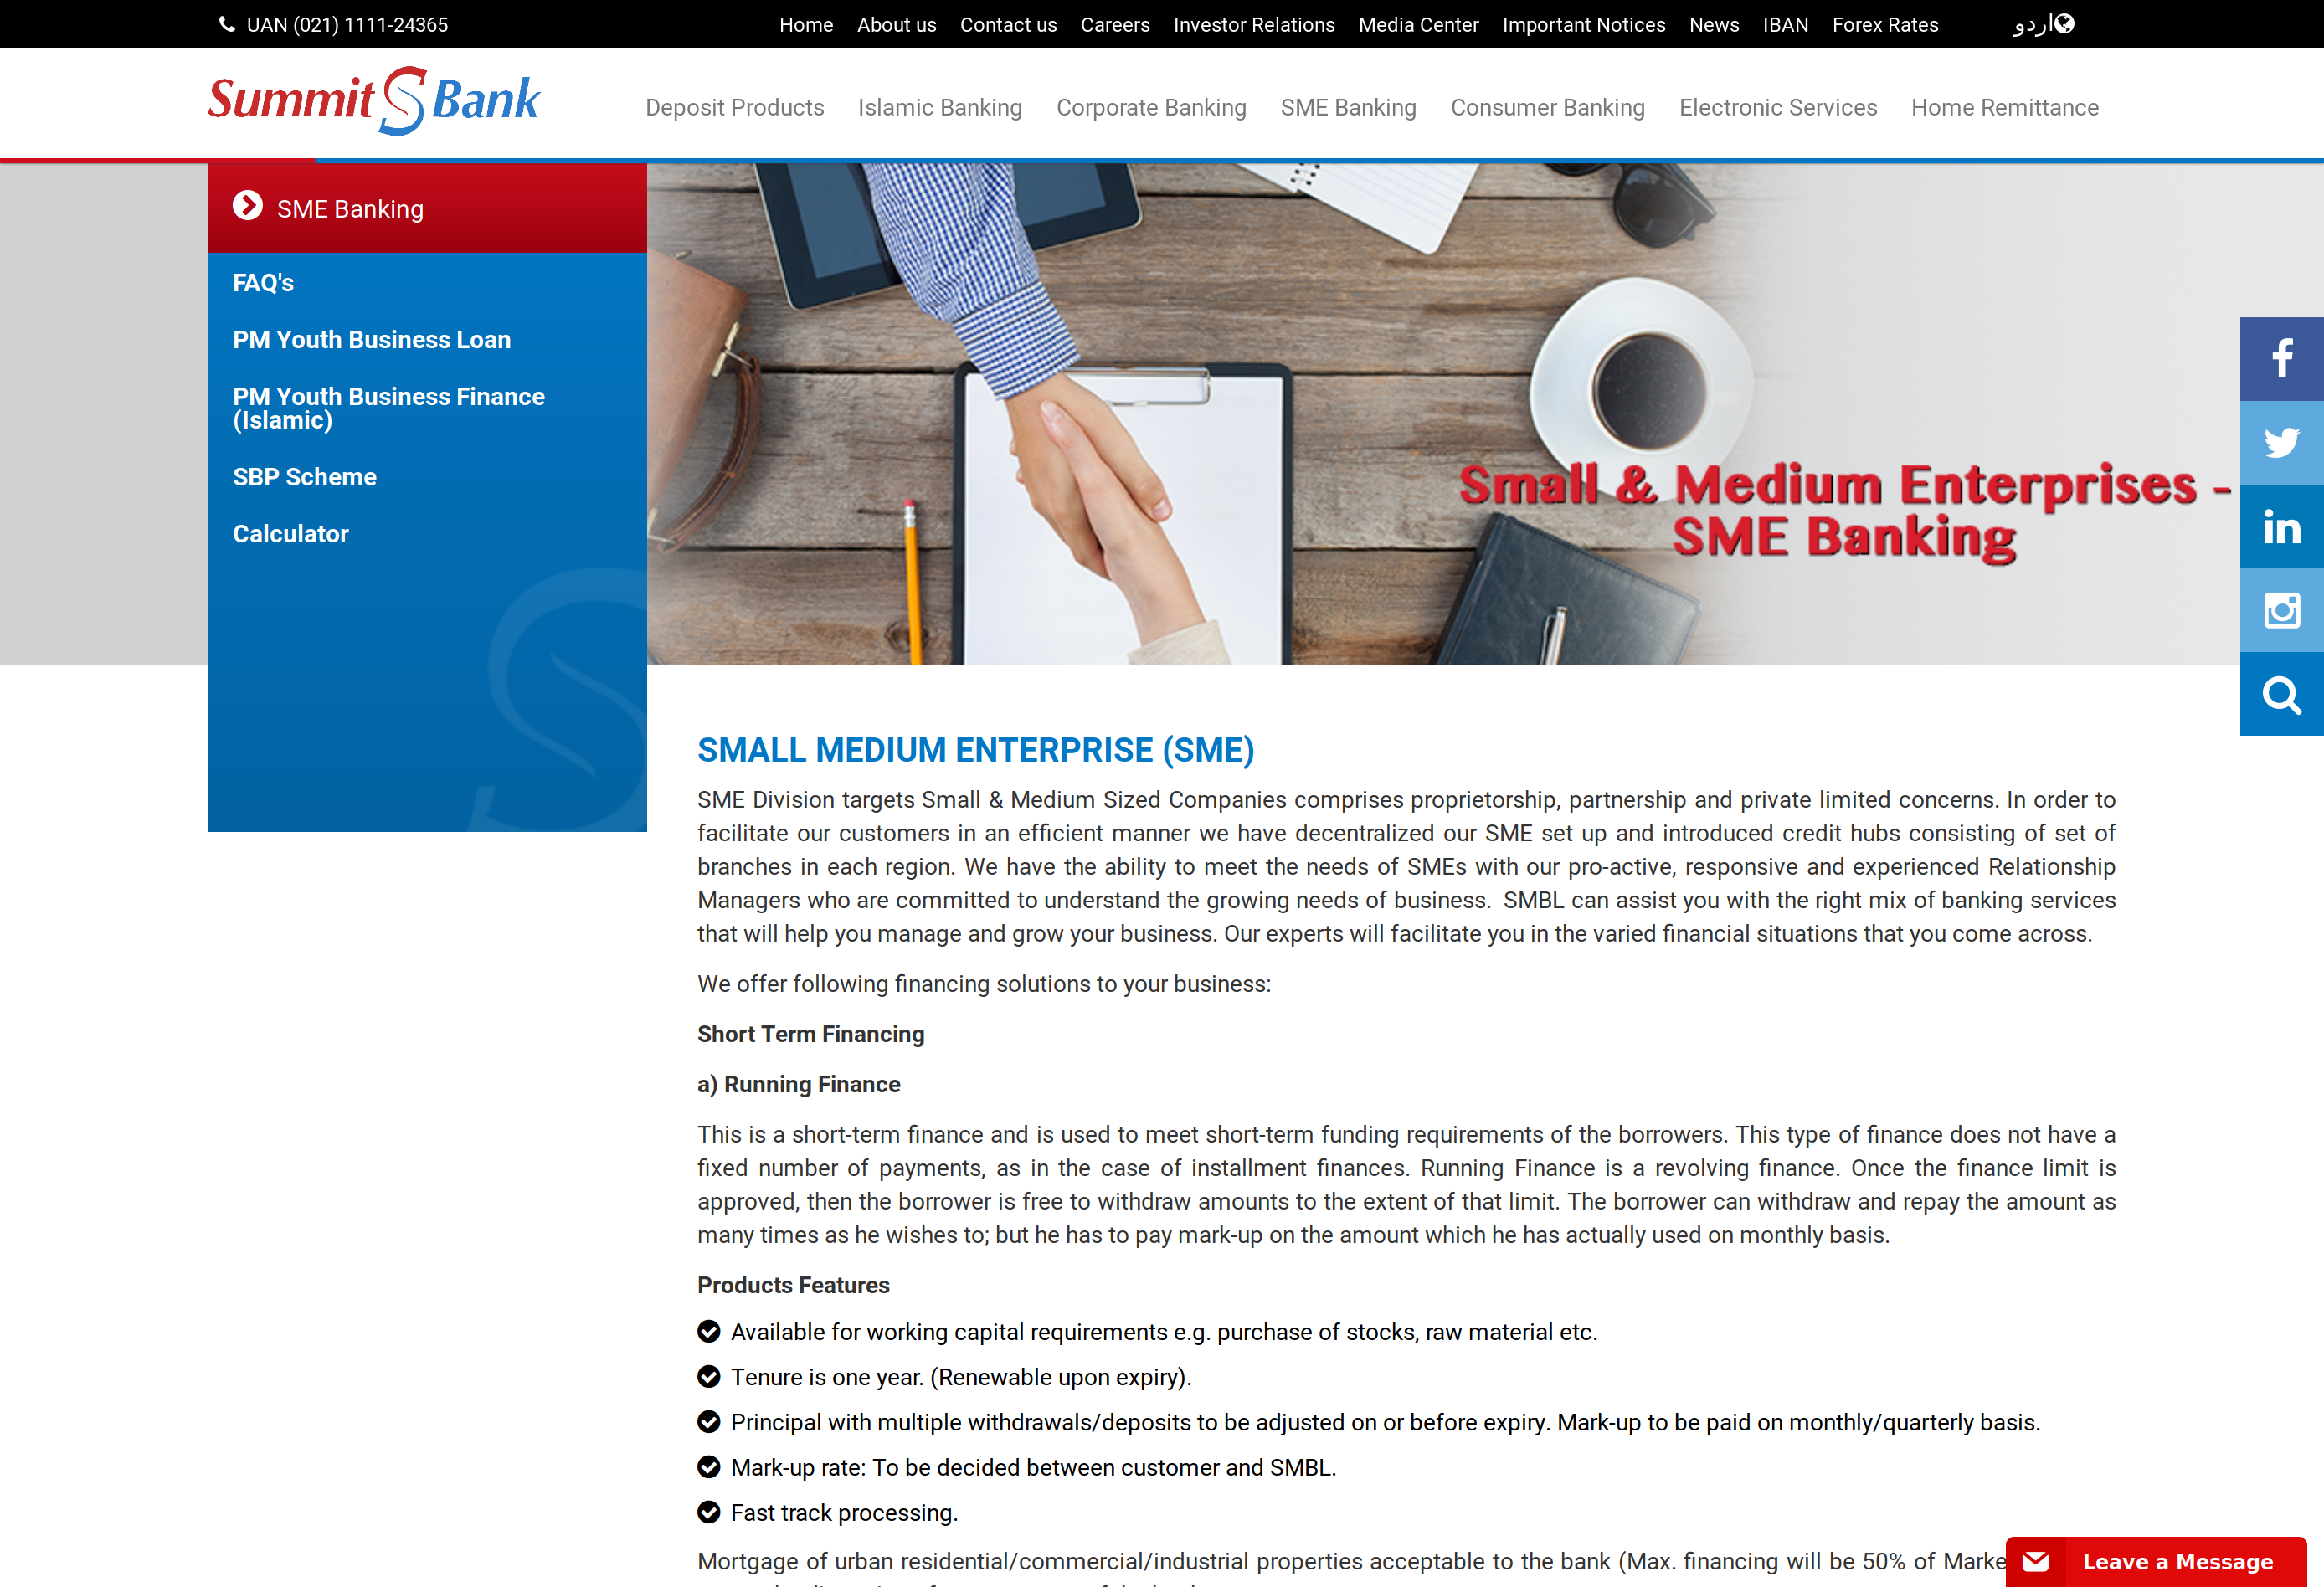 UAN (021) 1111-24365
Home About us Contact us Careers Investor Relations Media Center Important Notices News IBAN Forex Rates اردو
Summit S Bank
Deposit Products Islamic Banking Corporate Banking SME Banking Consumer Banking Electronic Services Home Remittance
SME Banking
FAQ's
PM Youth Business Loan
PM Youth Business Finance
(Islamic)
SBP Scheme
Calculator
Small & Medium Enterprises -
SME Banking
SMALL MEDIUM ENTERPRISE (SME)
SME Division targets Small & Medium Sized Companies comprises proprietorship, partnership and private limited concerns. In order to
facilitate our customers in an efficient manner we have decentralized our SME set up and introduced credit hubs consisting of set of
branches in each region. We have the ability to meet the needs of SMEs with our pro-active, responsive and experienced Relationship
Managers who are committed to understand the growing needs of business. SMBL can assist you with the right mix of banking services
that will help you manage and grow your business. Our experts will facilitate you in the varied financial situations that you come across.
We offer following financing solutions to your business:
Short Term Financing
a) Running Finance
This is a short-term finance and is used to meet short-term funding requirements of the borrowers. This type of finance does not have a
fixed number of payments, as in the case of installment finances. Running Finance is a revolving finance. Once the finance limit is
approved, then the borrower is free to withdraw amounts to the extent of that limit. The borrower can withdraw and repay the amount as
many times as he wishes to; but he has to pay mark-up on the amount which he has actually used on monthly basis.
Products Features
Available for working capital requirements e.g. purchase of stocks, raw material etc.
Tenure is one year. (Renewable upon expiry).
Principal with multiple withdrawals/deposits to be adjusted on or before expiry. Mark-up to be paid on monthly/quarterly basis.
Mark-up rate: To be decided between customer and SMBL.
Fast track processing.
Mortgage of urban residential/commercial/industrial properties acceptable to the bank (Max. financing will be 50% of Marke
Leave a Message